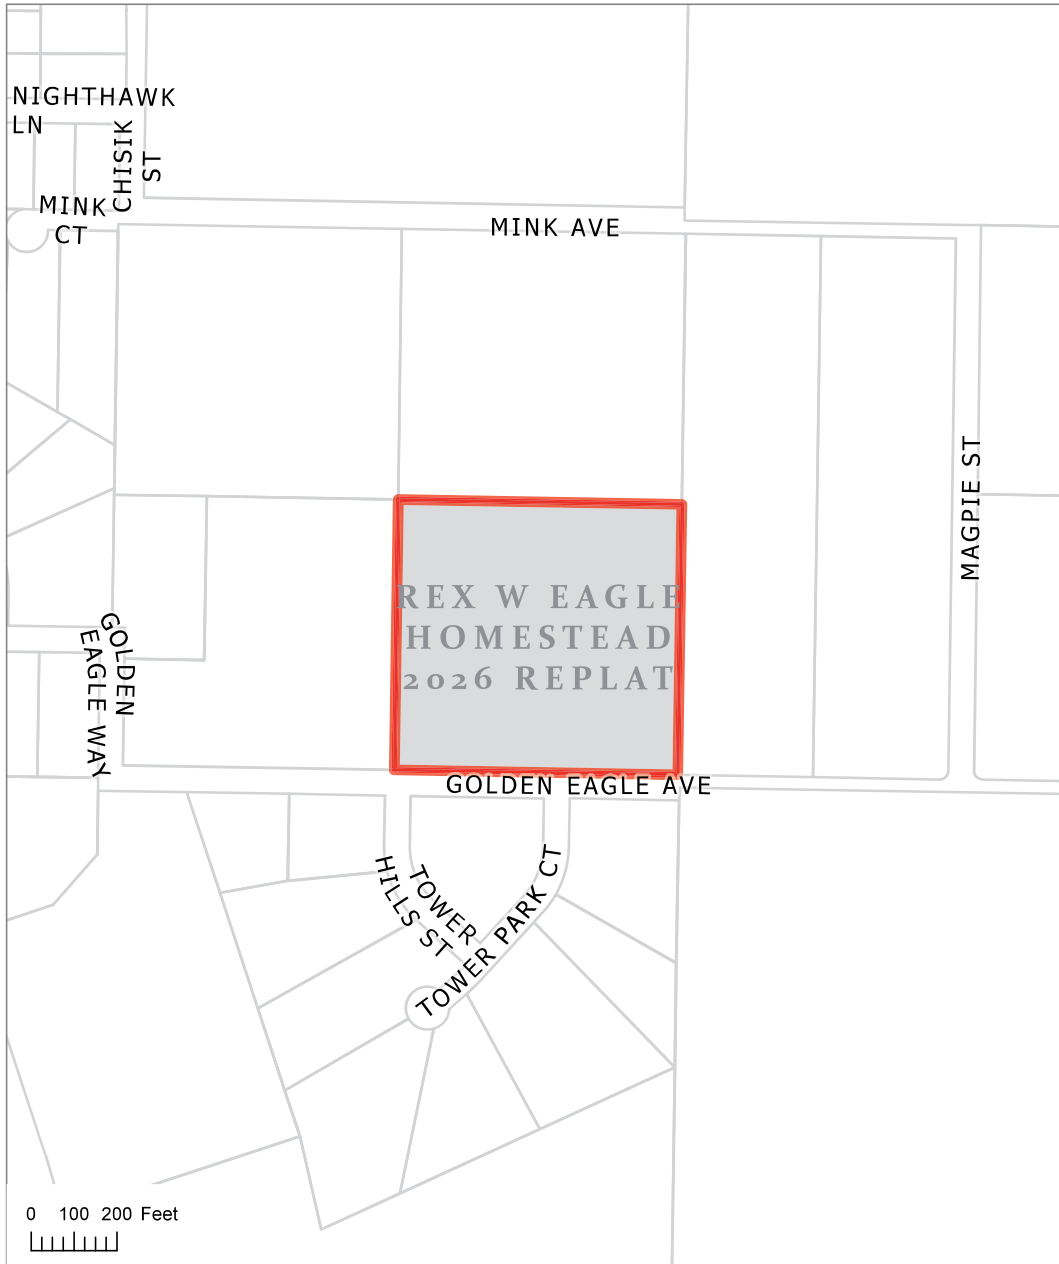 NIGHTHAWK
LN
CHISIK
ST
MINK
CT
MINK AVE
MAGPIE ST
REX W EAGLE
HOMESTEAD
2026 REPLAT
GOLDEN
EAGLE WAY
GOLDEN EAGLE AVE
TOWER
HILLS ST
TOWER PARK CT
0 100 200 Feet